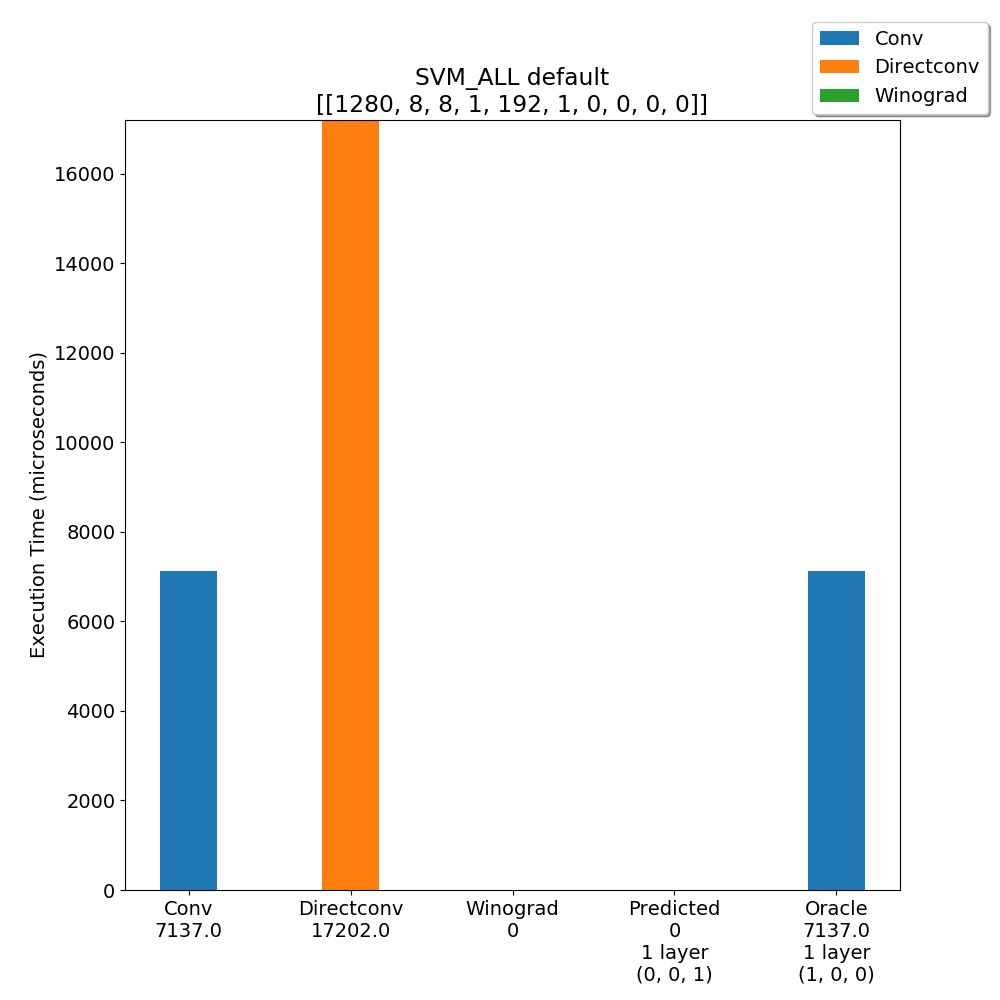 Conv
Directconv
Winograd
SVM_ALL default
[[1280, 8, 8, 1, 192, 1, 0, 0, 0, 0]]
Execution Time (microseconds)
16000
14000
12000
10000
8000
6000
4000
2000
0
Conv
7137.0
Directconv
17202.0
Winograd
0
Predicted
0
1 layer
(0, 0, 1)
Oracle
7137.0
1 layer
(1, 0, 0)